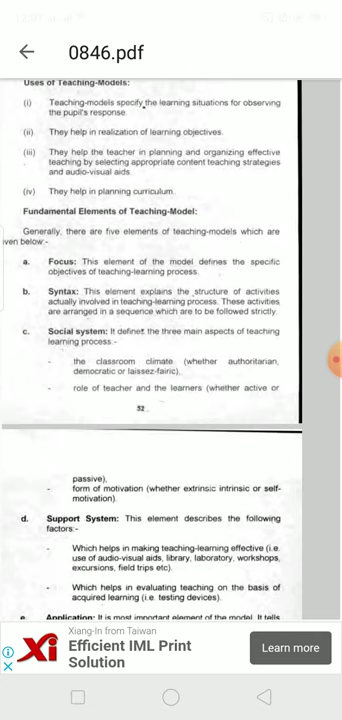 0846.pdf
Uses of Teaching-Models:
(i) Teaching-models specify the learning situations for observing
the pupil's response.
(ii) They help in realization of learning objectives.
(iii) They help the teacher in planning and organizing effective
teaching by selecting appropriate content teaching strategies
and audio-visual aids.
(iv) They help in planning curriculum.
Fundamental Elements of Teaching-Model:
Generally, there are five elements of teaching-models which are
iven below:-
a. Focus: This element of the model defines the specific
objectives of teaching-learning process.
b. Syntax: This element explains the structure of activities
actually involved in teaching-learning process. These activities
are arranged in a sequence which are to be followed strictly.
c. Social system: It defines the three main aspects of teaching
learning process:-
- the classroom climate (whether authoritarian,
democratic or laissez-fairic),
- role of teacher and the learners (whether active or
52
passive),
- form of motivation (whether extrinsic intrinsic or self-
motivation).
d. Support System: This element describes the following
factors:-
- Which helps in making teaching-learning effective (i.e.
use of audio-visual aids, library, laboratory, workshops,
excursions, field trips etc).
- Which helps in evaluating teaching on the basis of
acquired learning (i.e. testing devices).
e. Application: It is most important element of the model. It tells
Xi
Xiang-In from Taiwan
Efficient IML Print
Solution
Learn more